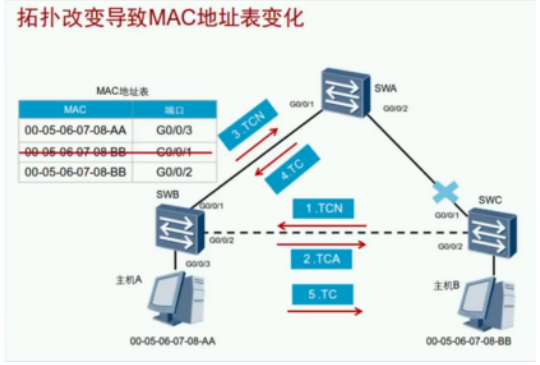 拓扑改变导致MAC地址表变化
MAC地址表
MAC 端口
00-05-06-07-08-AA G0/0/3
00-05-06-07-08-BB G0/0/1
00-05-06-07-08-BB G0/0/2
SWA
G0/0/1
G0/0/2
3 .TCN
4.TC
SWB
G0/0/1
G0/0/2
G0/0/3
1 .TCN
2 .TCA
5 .TC
SWC
G0/0/1
G0/0/2
主机A
00-05-06-07-08-AA
主机B
00-05-06-07-08-BB